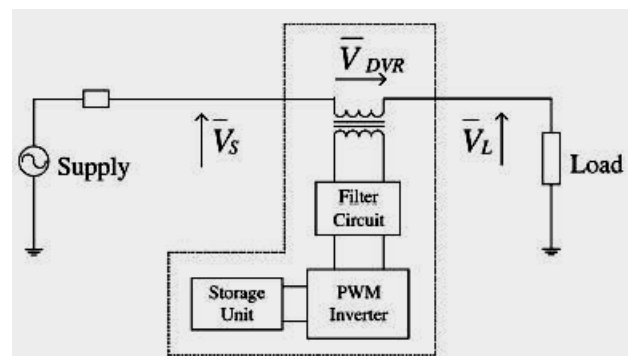 V̅ DVR
V̅S
V̅L
Supply
Load
Filter
Circuit
Storage
Unit
PWM
Inverter